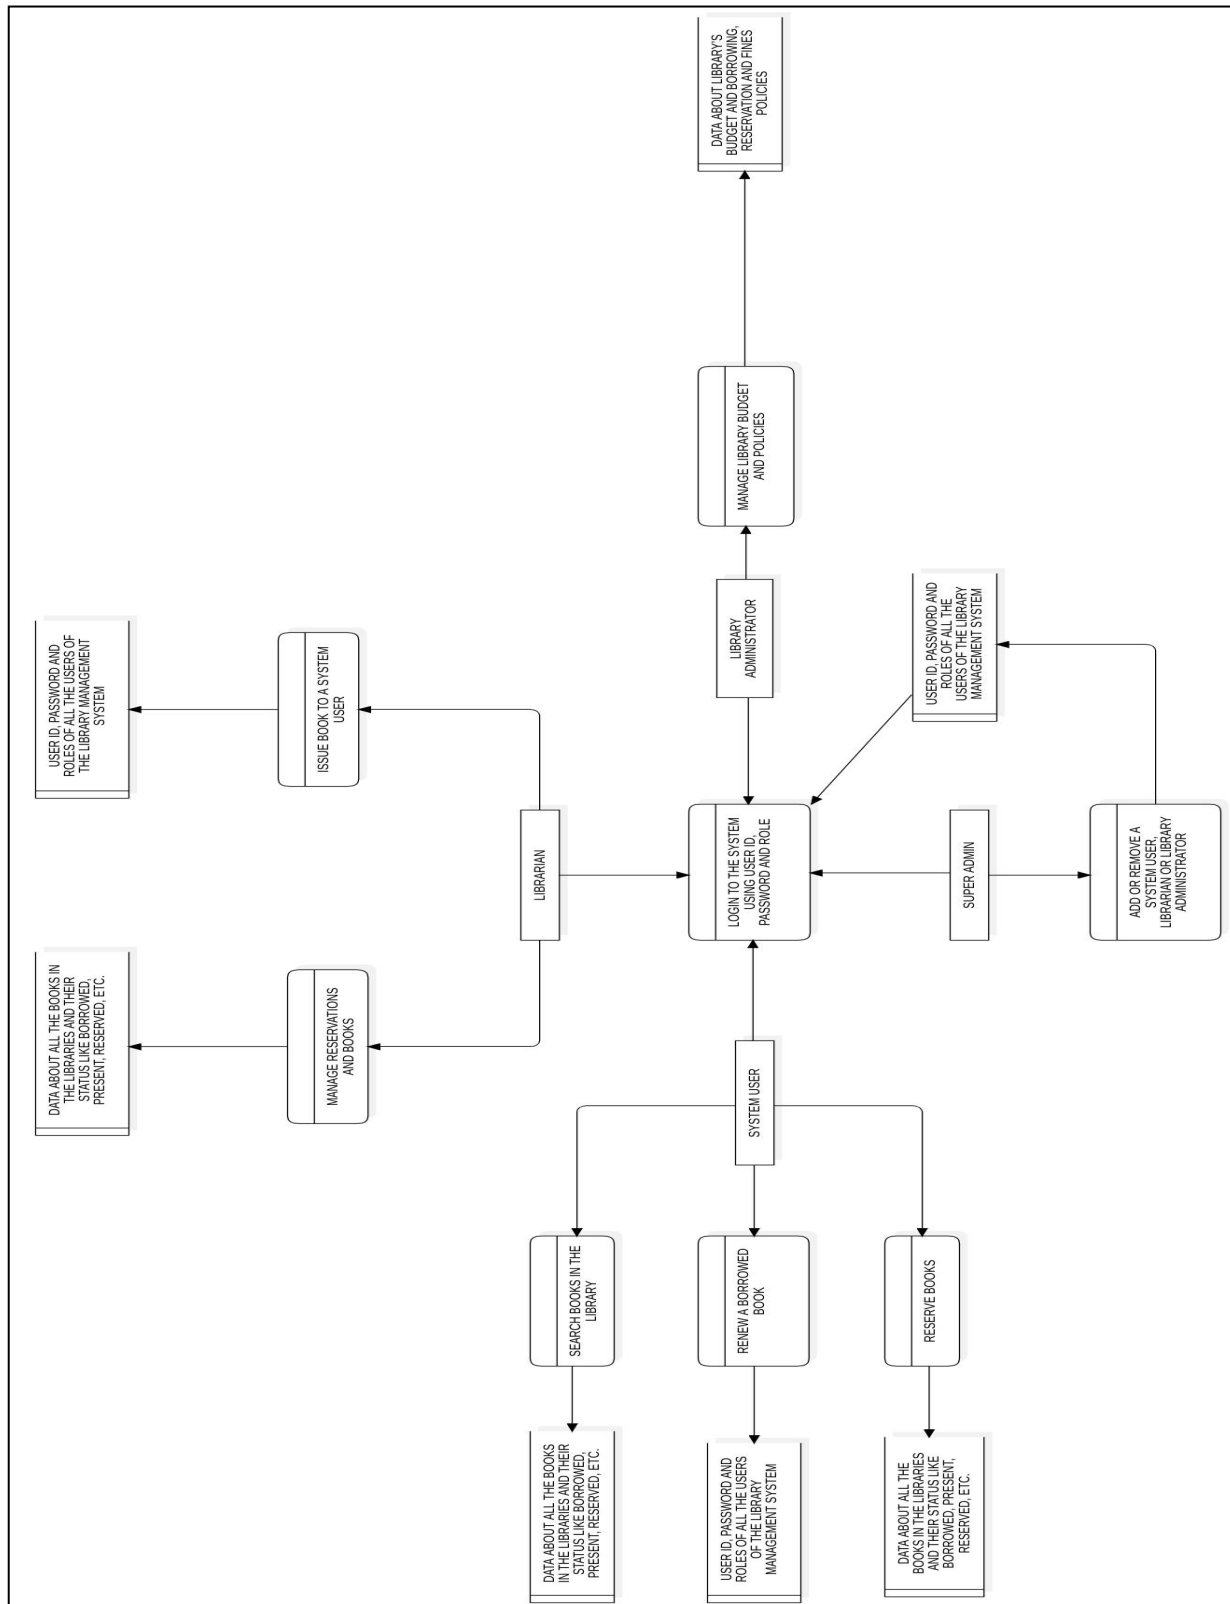 DATA ABOUT ALL THE BOOKS IN
THE LIBRARIES AND THEIR
STATUS LIKE BORROWED,
PRESENT, RESERVED, ETC.
USER ID, PASSWORD AND
ROLES OF ALL THE USERS OF
THE LIBRARY MANAGEMENT
SYSTEM
MANAGE RESERVATIONS
AND BOOKS
ISSUE BOOK TO A SYSTEM
USER
LIBRARIAN
DATA ABOUT ALL THE BOOKS
IN THE LIBRARIES AND THEIR
STATUS LIKE BORROWED,
PRESENT, RESERVED, ETC.
SEARCH BOOKS IN THE
LIBRARY
USER ID, PASSWORD AND
ROLES OF ALL THE USERS
OF THE LIBRARY
MANAGEMENT SYSTEM
RENEW A BORROWED
BOOK
SYSTEM USER
LOGIN TO THE SYSTEM
USING USER ID,
PASSWORD AND ROLE
LIBRARY
ADMINISTRATOR
MANAGE LIBRARY BUDGET
AND POLICIES
DATA ABOUT LIBRARY'S
BUDGET AND BORROWING,
RESERVATION AND FINES
POLICIES
DATA ABOUT ALL THE
BOOKS IN THE LIBRARIES
AND THEIR STATUS LIKE
BORROWED, PRESENT,
RESERVED, ETC.
RESERVE BOOKS
SUPER ADMIN
USER ID, PASSWORD AND
ROLES OF ALL THE
USERS OF THE LIBRARY
MANAGEMENT SYSTEM
ADD OR REMOVE A
SYSTEM USER,
LIBRARIAN OR LIBRARY
ADMINISTRATOR